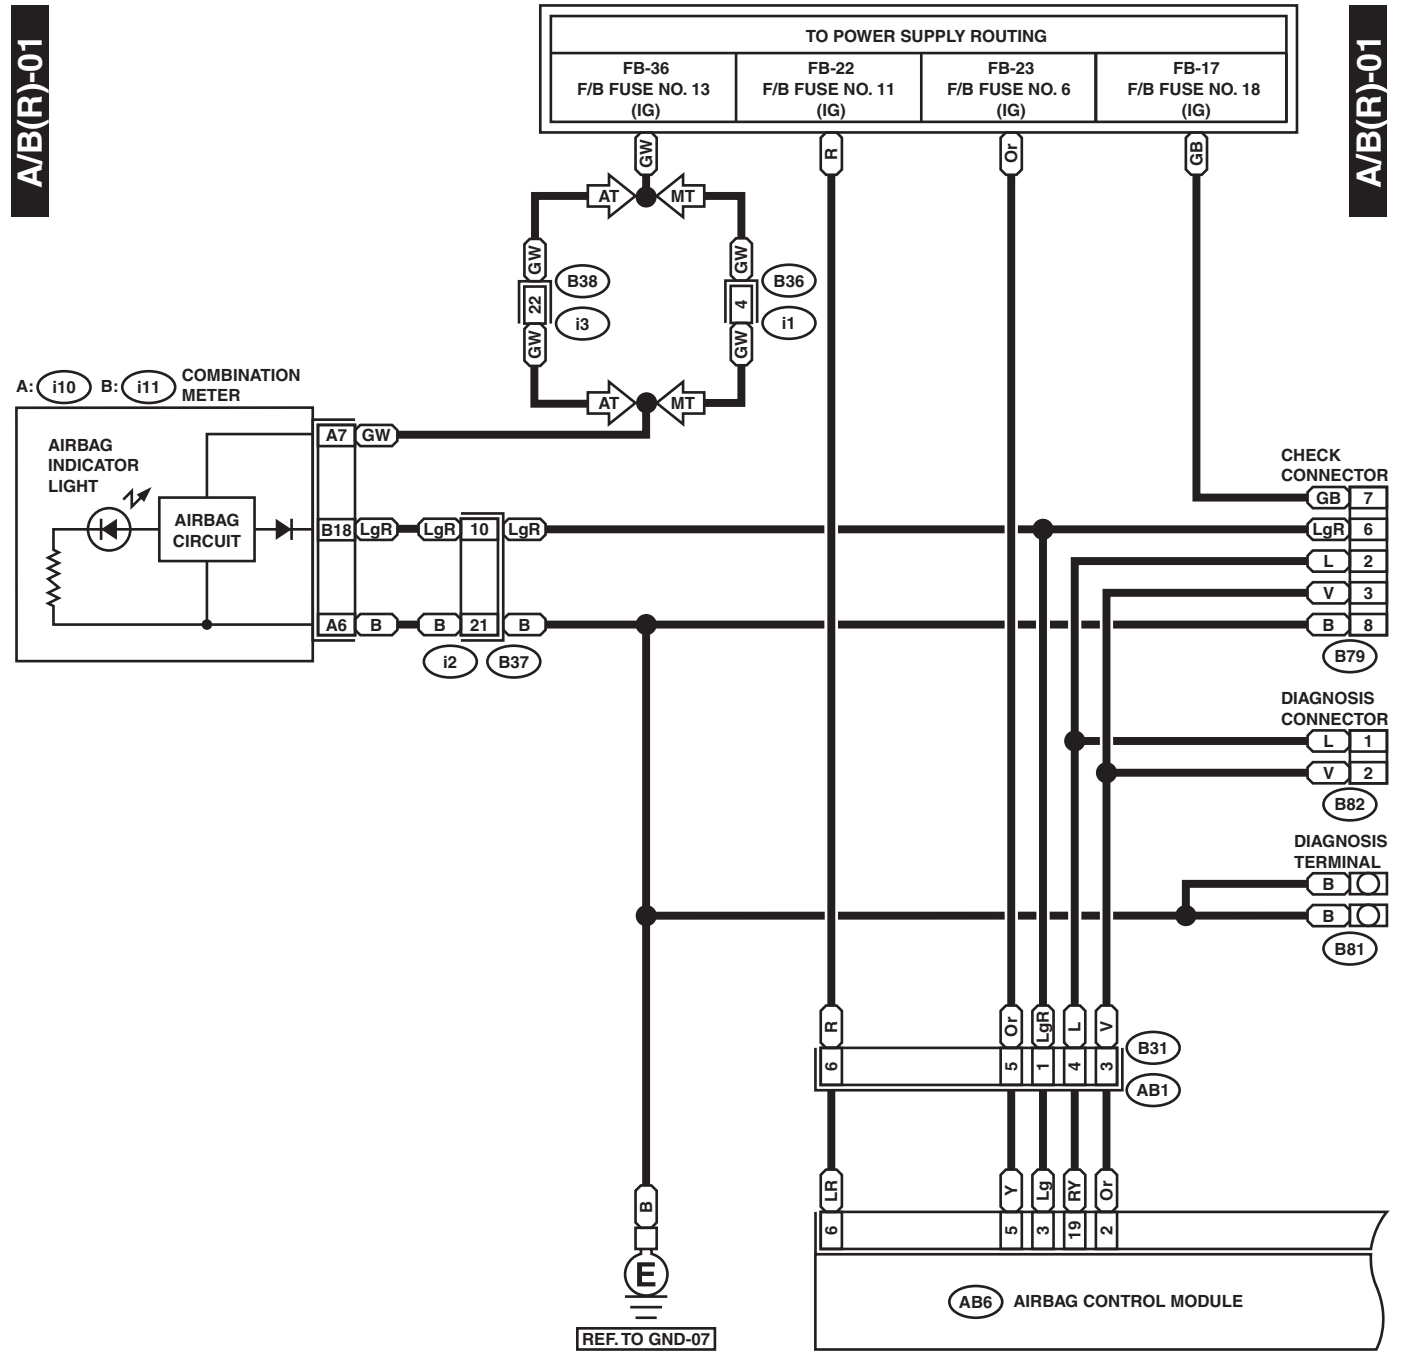 A/B(R)-01
A/B(R)-01
TO POWER SUPPLY ROUTING
FB-36
F/B FUSE NO. 13
(IG)
FB-22
F/B FUSE NO. 11
(IG)
FB-23
F/B FUSE NO. 6
(IG)
FB-17
F/B FUSE NO. 18
(IG)
GW
R
Or
GB
AT
MT
GW
GW
22
4
B38
i3
B36
i1
GW
GW
AT
MT
A:
i10
B:
i11
COMBINATION
METER
AIRBAG
INDICATOR
LIGHT
AIRBAG
CIRCUIT
A7
GW
B18
LgR
LgR
10
LgR
A6
B
B
21
B
i2
B37
CHECK
CONNECTOR
GB
7
LgR
6
L
2
V
3
B
8
B79
DIAGNOSIS
CONNECTOR
L
1
V
2
B82
DIAGNOSIS
TERMINAL
B
B
B81
R
Or
LgR
L
V
6
5
1
4
3
B31
AB1
LR
Y
Lg
RY
Or
6
5
3
19
2
B
E
REF. TO GND-07
AB6
AIRBAG CONTROL MODULE